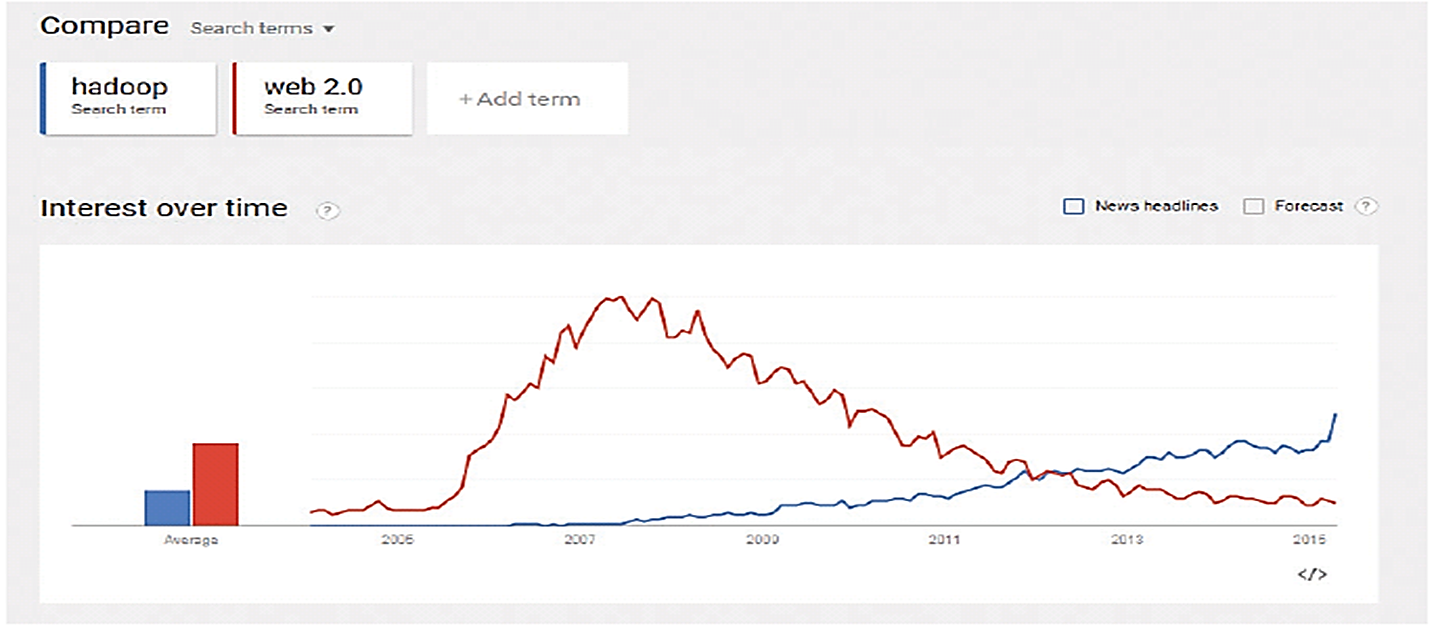 Compare Search terms
hadoop
Search term
web 2.0
Search term
+Add term
Interest over time ?
News headlines Forecast ?
Average 2005 2007 2009 2011 2013 2015
</>